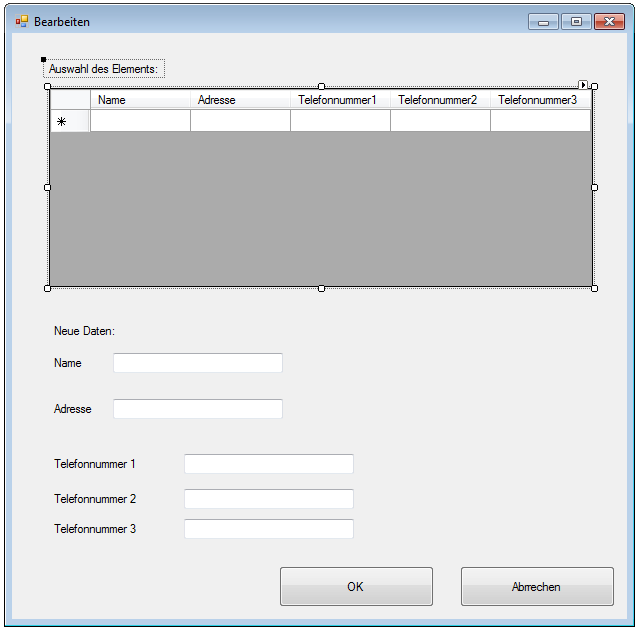 Bearbeiten
Auswahl des Elements:
Name Adresse Telefonnummer1 Telefonnummer2 Telefonnummer3
Neue Daten:
Name
Adresse
Telefonnummer 1
Telefonnummer 2
Telefonnummer 3
OK Abrrechen